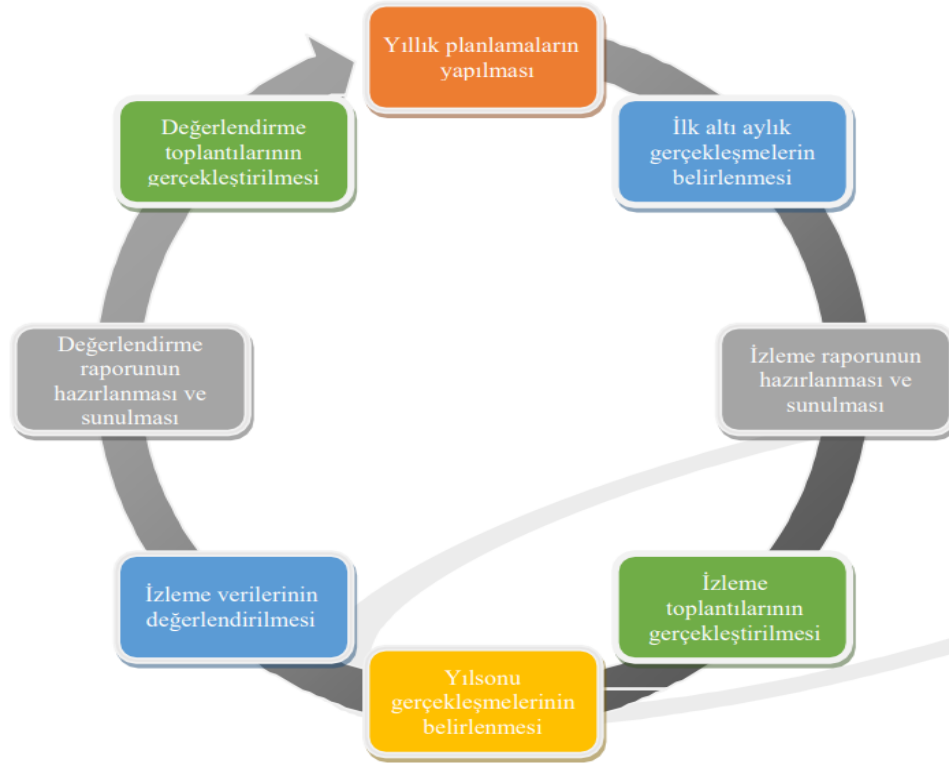 Yıllık planlamaların
yapılması
İlk altı aylık
gerçekleşmelerin
belirlenmesi
İzleme raporunun
hazırlanması ve
sunulması
İzleme
toplantılarının
gerçekleştirilmesi
Yılsonu
gerçekleşmelerinin
belirlenmesi
İzleme verilerinin
değerlendirilmesi
Değerlendirme
raporunun
hazırlanması ve
sunulması
Değerlendirme
toplantılarının
gerçekleştirilmesi